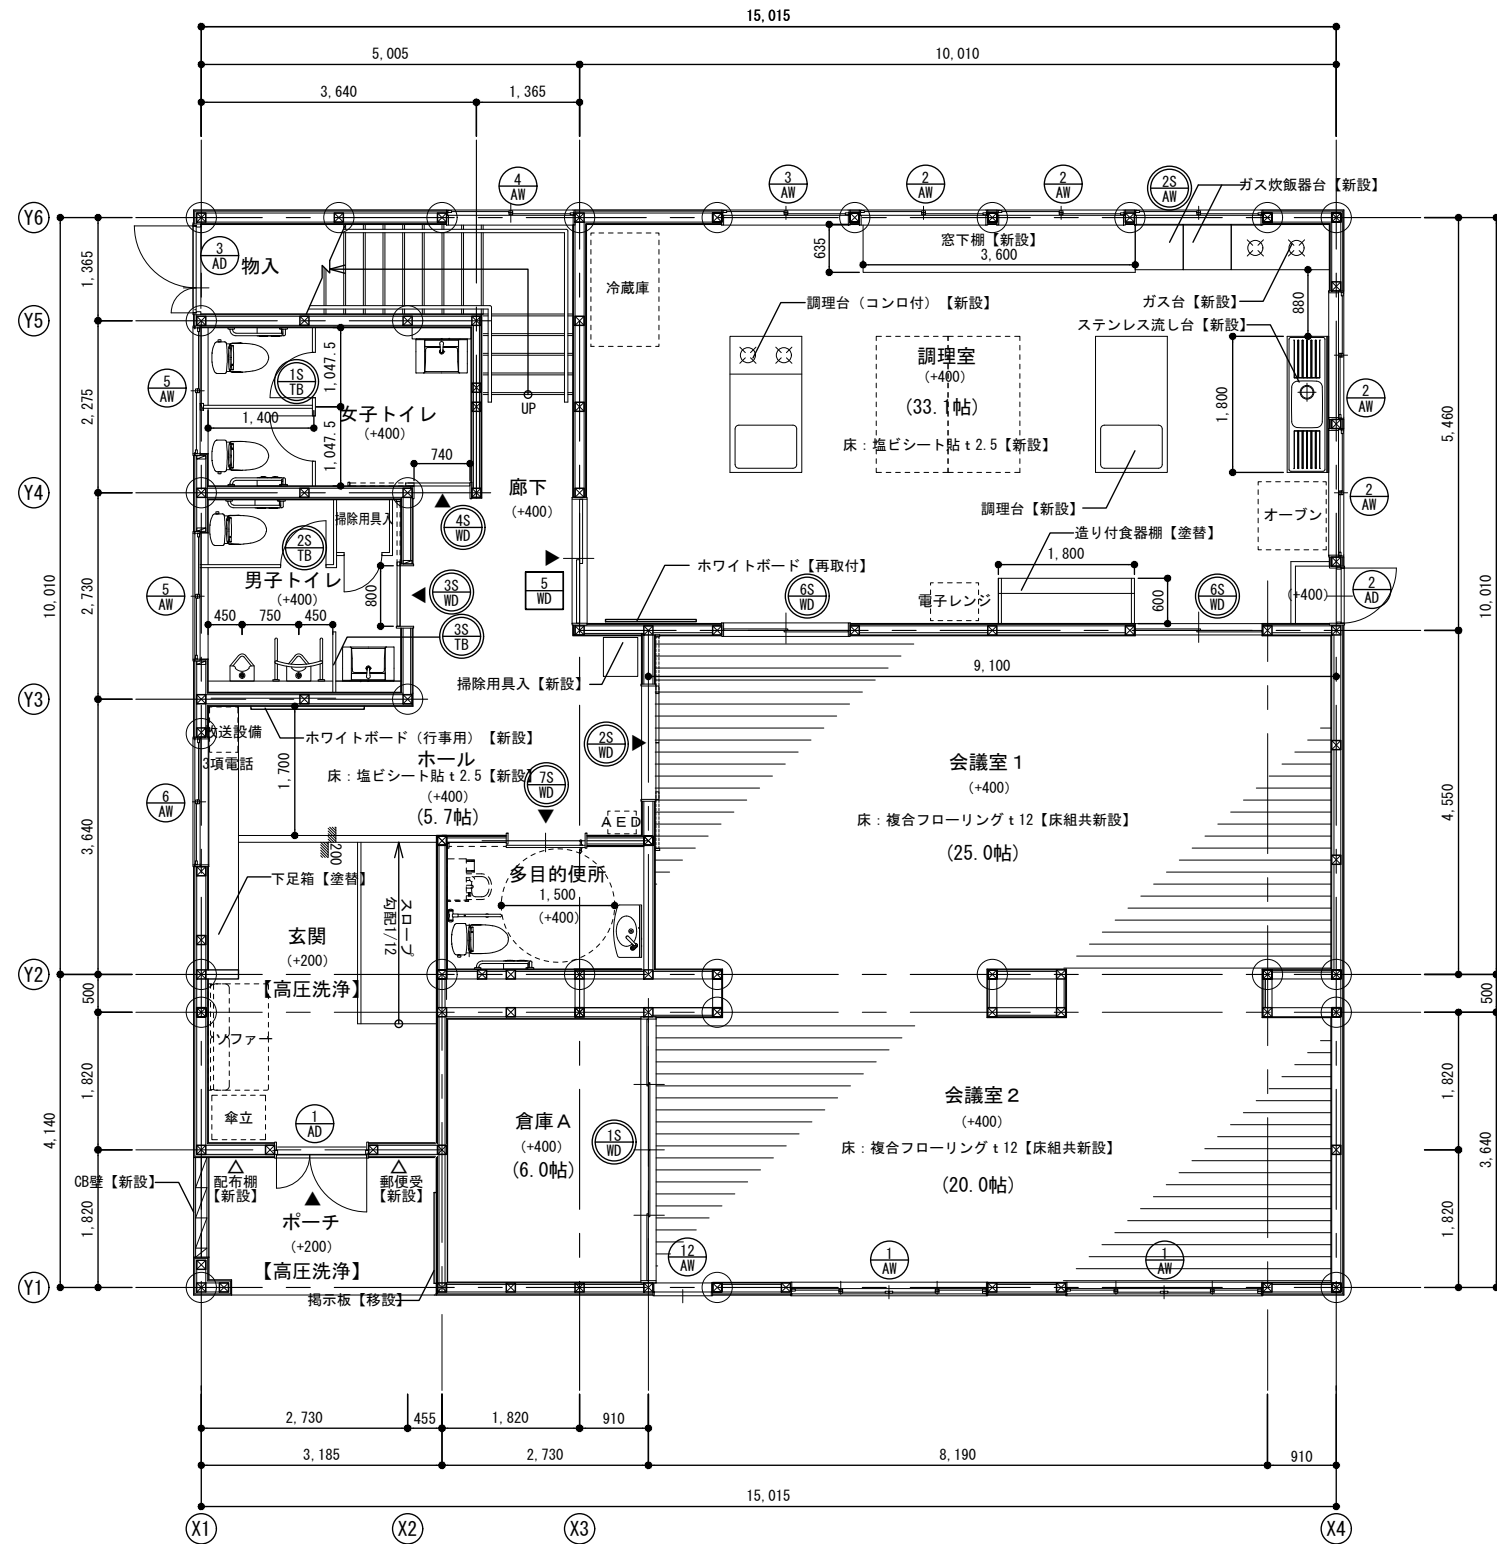 15,015
5,005
10,010
3,640
1,365
4
AW
3
AW
2
AW
2
AW
2S
AW
ガス炊飯器台【新設】
Y6
3
AD
物入
冷蔵庫
635
窓下棚【新設】
3,600
880
1,365
調理台（コンロ付）【新設】
ガス台【新設】
ステンレス流し台【新設】
Y5
1S
TB
1,047.5
調理室
(+400)
(33.1帖)
床：塩ビシート貼ｔ2.5【新設】
1,800
5
AW
2
AW
2,275
1,400
女子トイレ
(+400)
1,047.5
740
UP
5,460
Y4
廊下
(+400)
掃除用具入
4S
WD
2
AW
調理台【新設】
オーブン
2S
TB
男子トイレ
(+400)
造り付食器棚【塗替】
1,800
ホワイトボード【再取付】
5
WD
3S
WD
800
6S
WD
電子レンジ
600
6S
WD
(+400)
2
AD
5
AW
2,730
10,010
10,010
450
750
450
3S
TB
9,100
掃除用具入【新設】
Y3
放送設備
ホワイトボード（行事用）【新設】
2S
WD
3項電話
ホール
床：塩ビシート貼ｔ2.5【新設】
(+400)
(5.7帖)
1,700
7S
WD
会議室１
(+400)
床：複合フローリングｔ12【床組共新設】
(25.0帖)
6
AW
ＡＥＤ
4,550
3,640
200
下足箱【塗替】
多目的便所
1,500
(+400)
スロープ
勾配1/12
玄関
(+200)
【高圧洗浄】
Y2
500
500
ソファー
1,820
1,820
傘立
1
AD
会議室２
(+400)
床：複合フローリングｔ12【床組共新設】
(20.0帖)
倉庫Ａ
(+400)
(6.0帖)
1S
WD
4,140
3,640
CB壁【新設】
配布棚
【新設】
郵便受
【新設】
ポーチ
(+200)
【高圧洗浄】
1,820
1,820
12
AW
1
AW
1
AW
Y1
掲示板【移設】
2,730
455
1,820
910
3,185
2,730
8,190
910
15,015
X1
X2
X3
X4